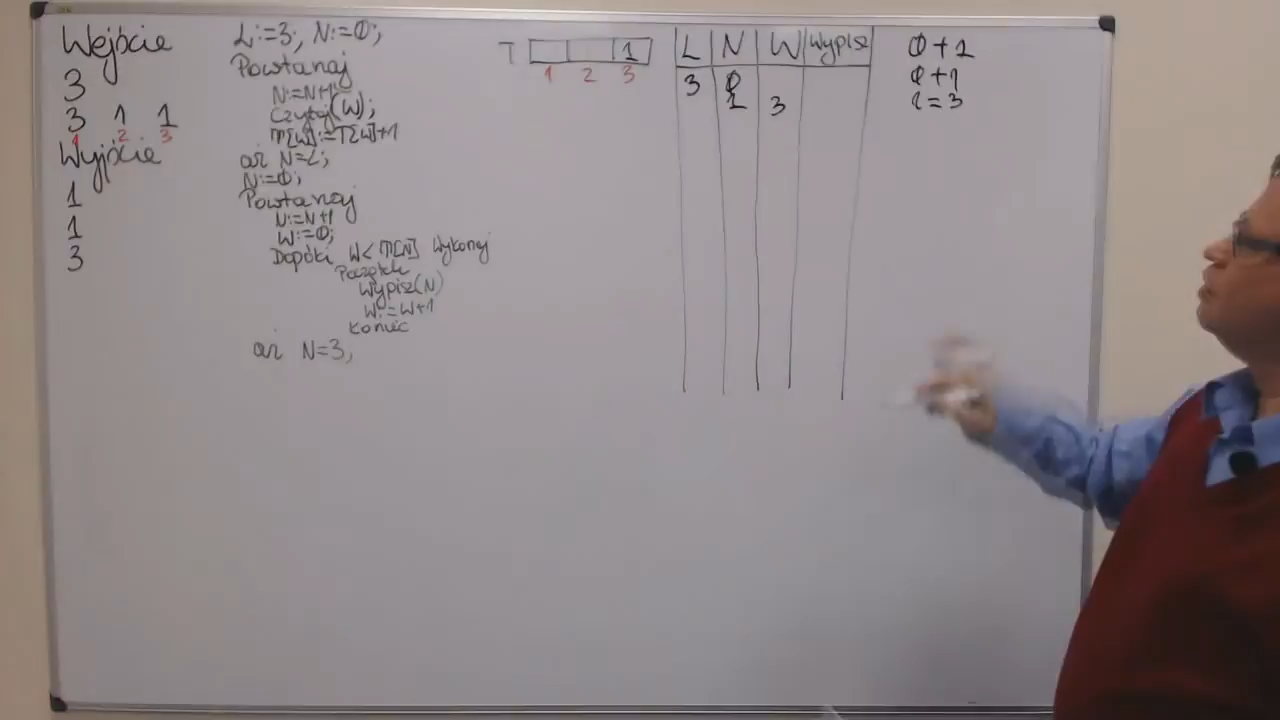 Wejście
3
3 1 1
1 2 3
Wyjście
1
1
3
L:=3; N:=0;
Powtarzaj
N:=N+1
Czytaj(W);
T[W]:=T[W]+1
aż N=L;
N:=0;
Powtarzaj
N:=N+1
W:=0;
Dopóki W<T[N] wykonaj
Początek
Wypisz(N)
W:=W+1
Koniec
aż N=3;
T 1
1 2 3
L N W Wypisz
3 0
1 3
0+1
0+1
1=3